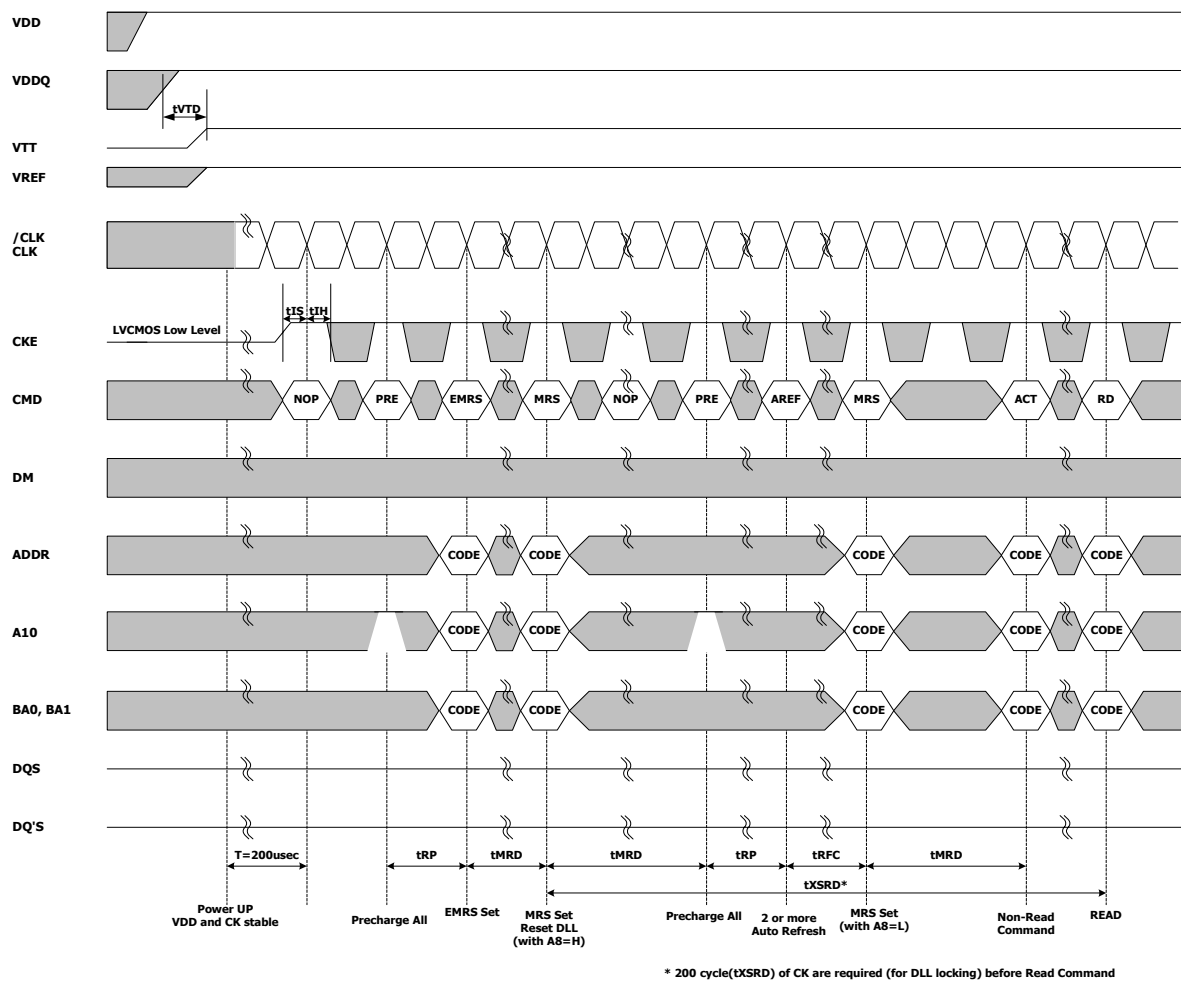 VDD
VDDQ
tVTD
VTT
VREF
/CLK
CLK
tIS tIH
LVCMOS Low Level
CKE
CMD NOP PRE EMRS MRS NOP PRE AREF MRS ACT RD
DM
ADDR CODE CODE CODE CODE CODE
A10 CODE CODE CODE CODE CODE
BA0, BA1 CODE CODE CODE CODE CODE
DQS
DQ'S
T=200usec tRP tMRD tMRD tRP tRFC tMRD
tXSRD*
Power UP
VDD and CK stable
Precharge All
EMRS Set
MRS Set
Reset DLL
(with A8=H)
Precharge All
2 or more
Auto Refresh
MRS Set
(with A8=L)
Non-Read
Command
READ
* 200 cycle(tXSRD) of CK are required (for DLL locking) before Read Command